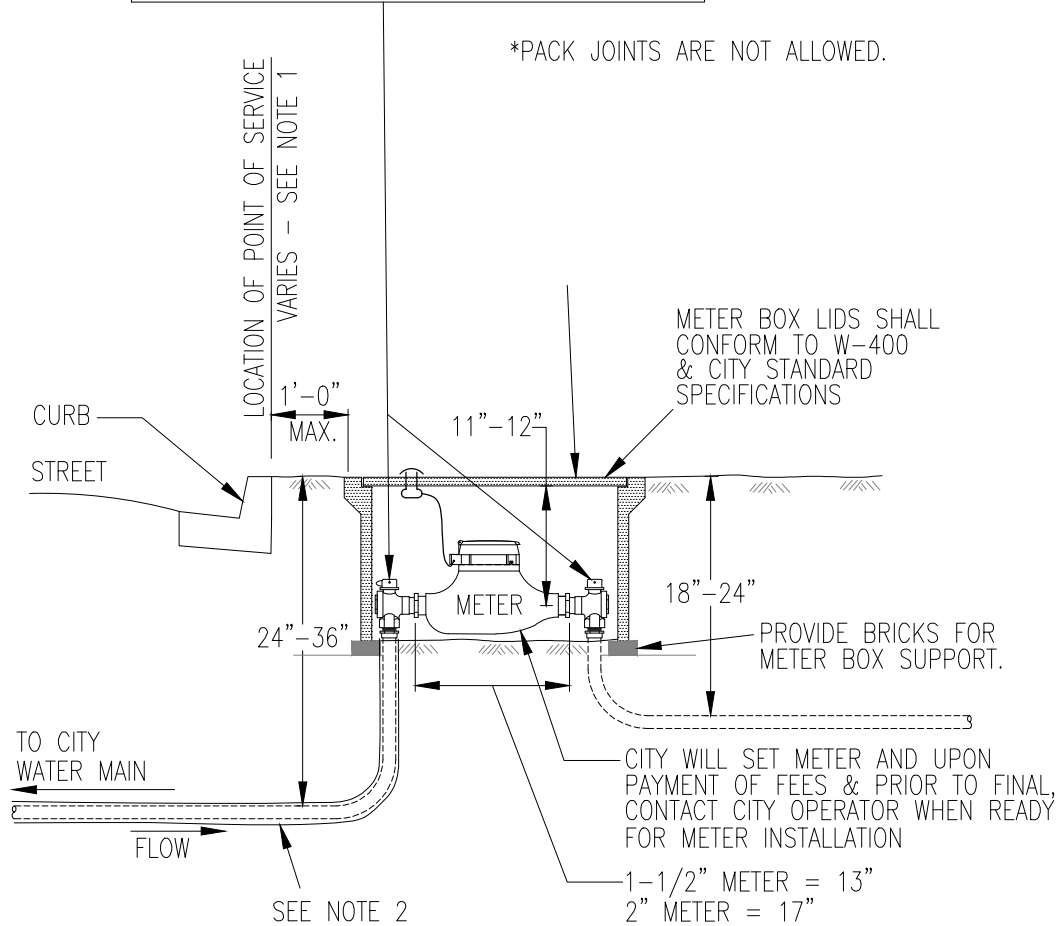 *PACK JOINTS ARE NOT ALLOWED.
LOCATION OF POINT OF SERVICE
VARIES - SEE NOTE 1
METER BOX LIDS SHALL
CONFORM TO W-400
& CITY STANDARD
SPECIFICATIONS
1'-0"
MAX.
11"-12"
CURB
STREET
METER
18"-24"
24"-36"
PROVIDE BRICKS FOR
METER BOX SUPPORT.
TO CITY
WATER MAIN
CITY WILL SET METER AND UPON
PAYMENT OF FEES & PRIOR TO FINAL,
CONTACT CITY OPERATOR WHEN READY
FOR METER INSTALLATION
FLOW
1-1/2" METER = 13"
2" METER = 17"
SEE NOTE 2